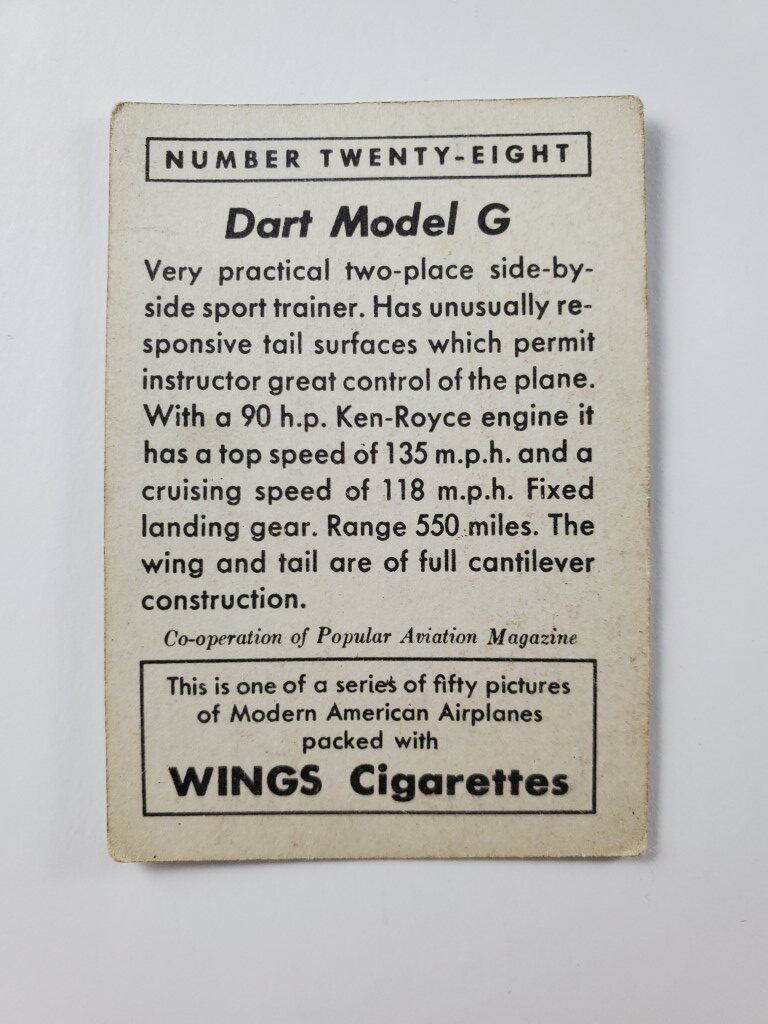 NUMBER TWENTY-EIGHT
Dart Model G
Very practical two-place side-by-
side sport trainer. Has unusually re-
sponsive tail surfaces which permit
instructor great control of the plane.
With a 90 h.p. Ken-Royce engine it
has a top speed of 135 m.p.h. and a
cruising speed of 118 m.p.h. Fixed
landing gear. Range 550 miles. The
wing and tail are of full cantilever
construction.
Co-operation of Popular Aviation Magazine
This is one of a series of fifty pictures
of Modern American Airplanes
packed with
WINGS Cigarettes